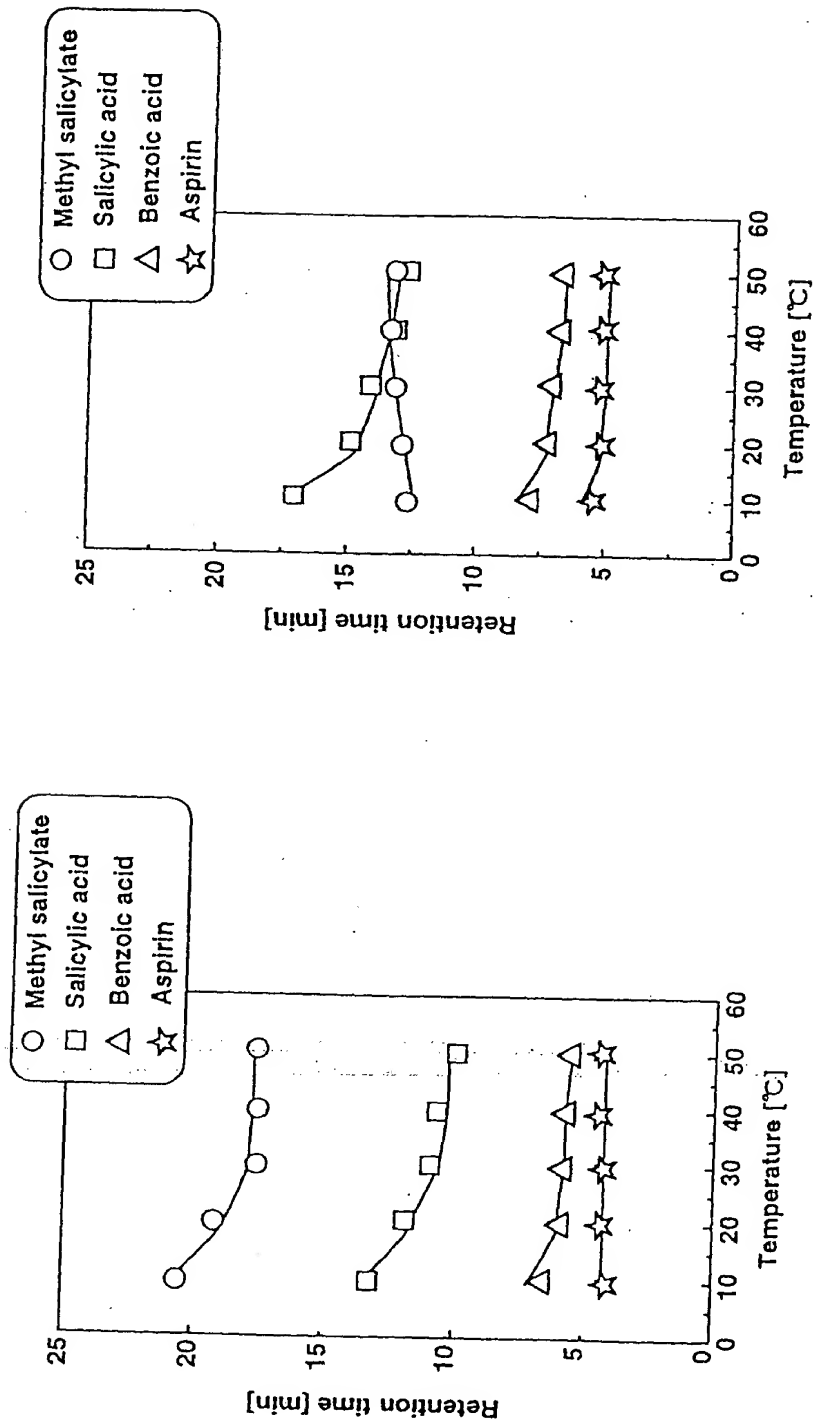 Methyl salicylate
Salicylic acid
Benzoic acid
Aspirin
25
20
15
10
5
0
Retention time [min]
0 10 20 30 40 50 60
Temperature [℃]
Methyl salicylate
Salicylic acid
Benzoic acid
Aspirin
25
20
15
10
5
0
Retention time [min]
0 10 20 30 40 50 60
Temperature [℃]